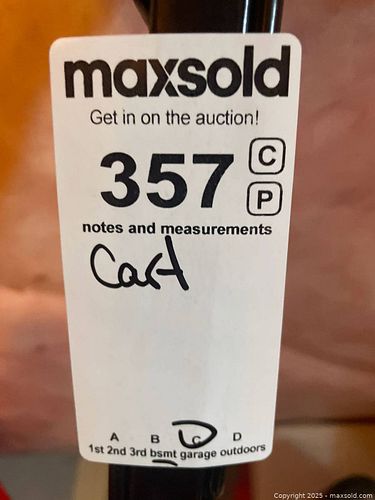 maxsold
Get in on the auction!
357 C
P
notes and measurements
Cart
A B C D
1st 2nd 3rd bsmt garage outdoors
Copyright 2025 - maxsold.com